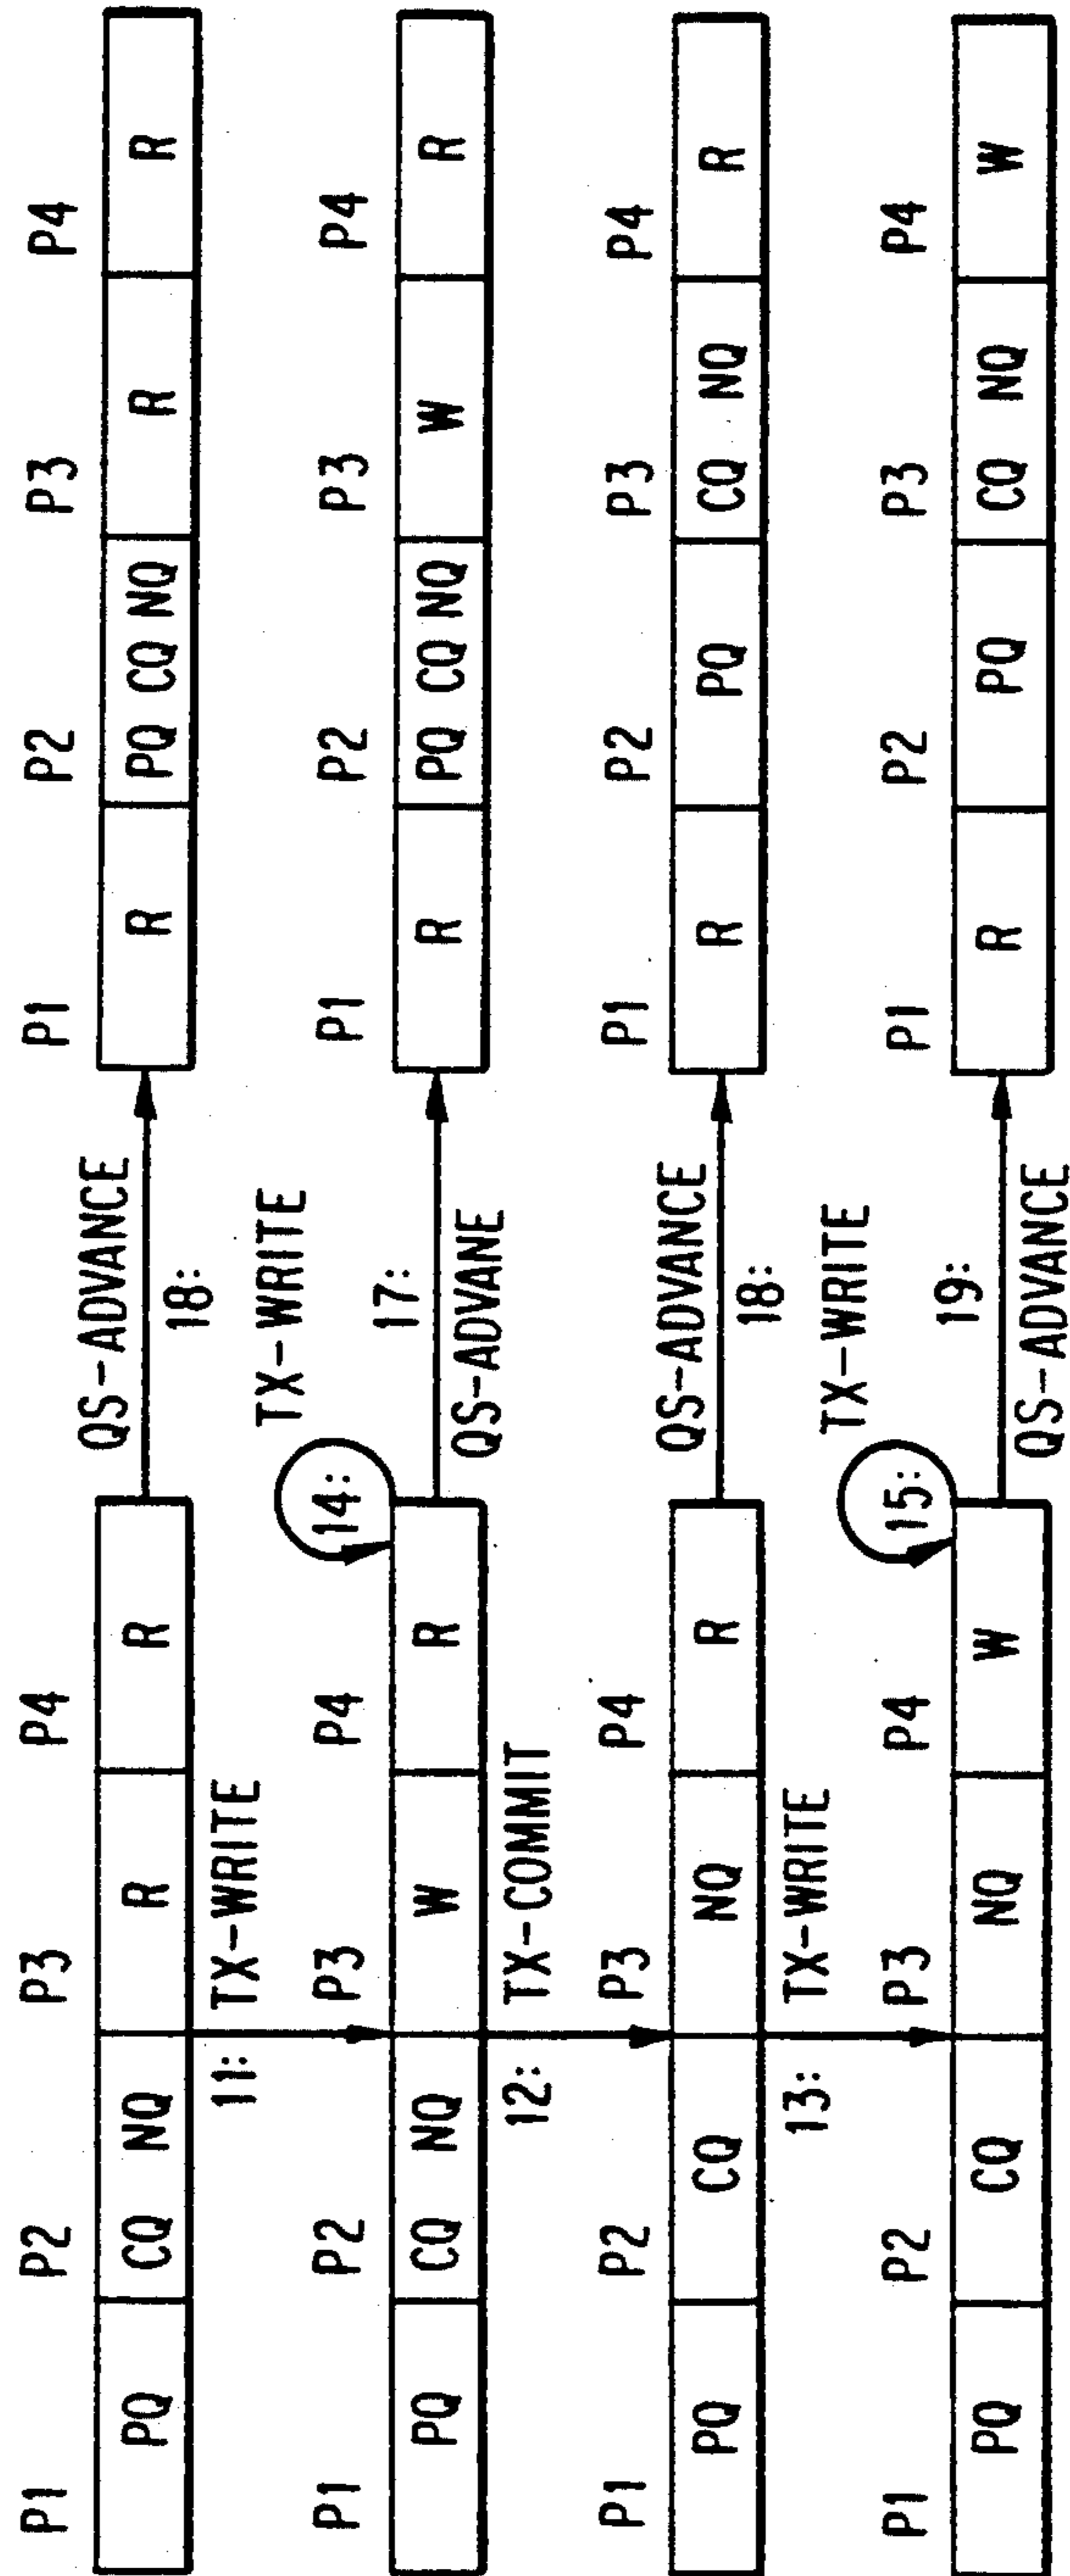 P1 P2 P3 P4 P1 P2 P3 P4
QS-ADVANCE
PQ CQ NQ R R R PQ CQ NQ R R
18:
11: TX-WRITE
TX-WRITE
P1 P2 P3 P4 14: P1 P2 P3 P4
17:
PQ CQ NQ W R R PQ CQ NQ W R
QS-ADVANE
12: TX-COMMIT
P1 P2 P3 P4 P1 P2 P3 P4
QS-ADVANCE
PQ CQ NQ R R PQ CQ NQ R
18:
13: TX-WRITE
TX-WRITE
P1 P2 P3 P4 15: P1 P2 P3 P4
19:
PQ CQ NQ W R PQ CQ NQ W
QS-ADVANCE